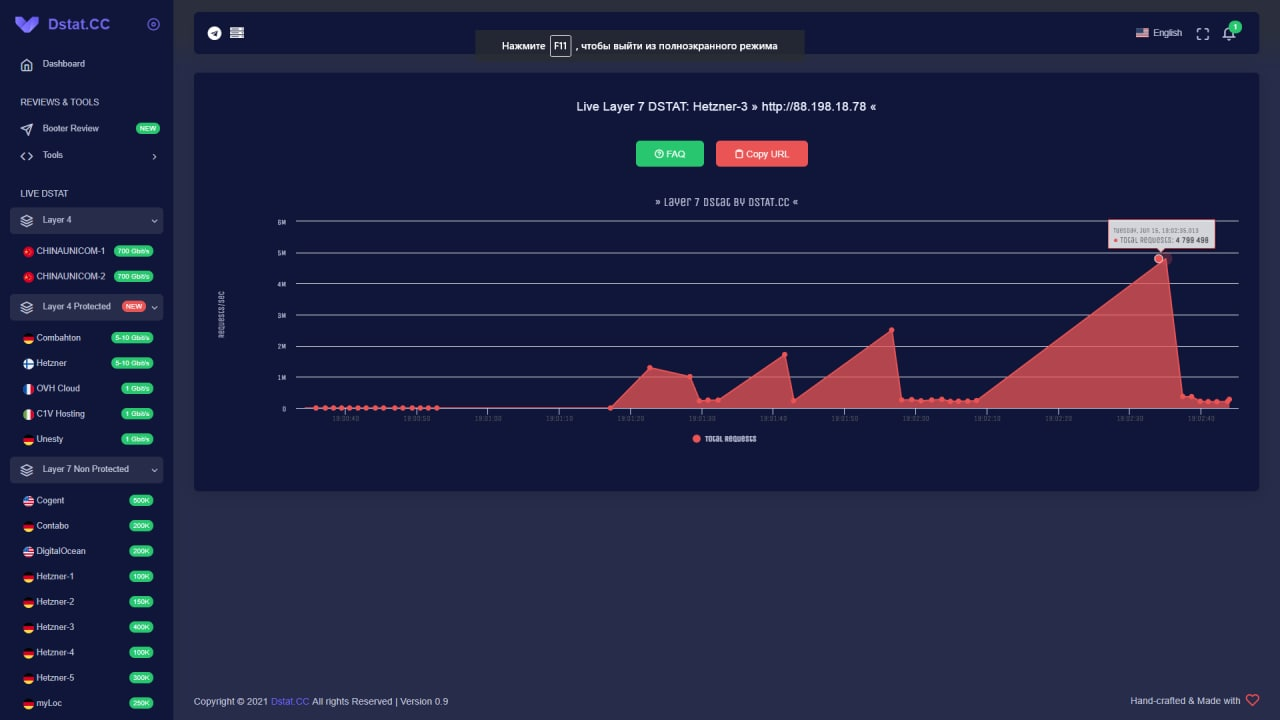 Dstat.CC
Dashboard
REVIEWS & TOOLS
Booter Review NEW
Tools
LIVE DSTAT
Layer 4
CHINAUNICOM-1 700 Gbit/s
CHINAUNICOM-2 700 Gbit/s
Layer 4 Protected NEW
Combahton 5-10 Gbit/s
Hetzner 5-10 Gbit/s
OVH Cloud 1 Gbit/s
C1V Hosting 1 Gbit/s
Unesty 1 Gbit/s
Layer 7 Non Protected
Cogent 500K
Contabo 200K
DigitalOcean 200K
Hetzner-1 100K
Hetzner-2 150K
Hetzner-3 400K
Hetzner-4 100K
Hetzner-5 300K
myLoc 250K
Нажмите F11 , чтобы выйти из полноэкранного режима
English 1
Live Layer 7 DSTAT: Hetzner-3 » http://88.198.18.78 «
FAQ Copy URL
» Layer 7 Dstat by DSTAT.CC «
6M
5M
4M
3M
2M
1M
0
Requests/sec
Total Requests: 4 799 498
19:00:40 19:00:50 19:01:00 19:01:10 19:01:20 19:01:30 19:01:40 19:01:50 19:02:00 19:02:10 19:02:20 19:02:30 19:02:40
Total Requests
Copyright © 2021 Dstat.CC All rights Reserved | Version 0.9
Hand-crafted & Made with